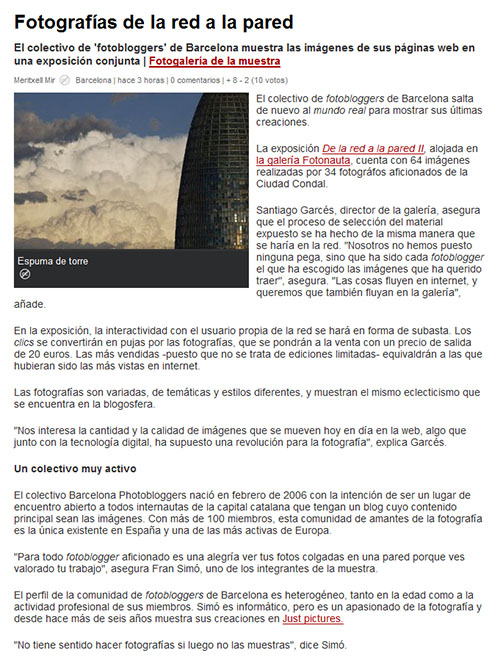 Fotografías de la red a la pared
El colectivo de 'fotobloggers' de Barcelona muestra las imágenes de sus páginas web en
una exposición conjunta | Fotogalería de la muestra
Meritxell Mir Barcelona | hace 3 horas | 0 comentarios | + 8 - 2 (10 votos)
El colectivo de fotobloggers de Barcelona salta
de nuevo al mundo real para mostrar sus últimas
creaciones.
La exposición De la red a la pared II, alojada en
la galería Fotonauta, cuenta con 64 imágenes
realizadas por 34 fotográfos aficionados de la
Ciudad Condal.
Espuma de torre
Santiago Garcés, director de la galería, asegura
que el proceso de selección del material
expuesto se ha hecho de la misma manera que
se haría en la red. "Nosotros no hemos puesto
ninguna pega, sino que ha sido cada fotoblogger
el que ha escogido las imágenes que ha querido
traer", asegura. "Las cosas fluyen en internet, y
queremos que también fluyan en la galería",
añade.
En la exposición, la interactividad con el usuario propia de la red se hará en forma de subasta. Los
clics se convertirán en pujas por las fotografías, que se pondrán a la venta con un precio de salida
de 20 euros. Las más vendidas -puesto que no se trata de ediciones limitadas- equivaldrán a las que
hubieran sido las más vistas en internet.
Las fotografías son variadas, de temáticas y estilos diferentes, y muestran el mismo eclecticismo que
se encuentra en la blogosfera.
"Nos interesa la cantidad y la calidad de imágenes que se mueven hoy en día en la web, algo que
junto con la tecnología digital, ha supuesto una revolución para la fotografía", explica Garcés.
Un colectivo muy activo
El colectivo Barcelona Photobloggers nació en febrero de 2006 con la intención de ser un lugar de
encuentro abierto a todos internautas de la capital catalana que tengan un blog cuyo contenido
principal sean las imágenes. Con más de 100 miembros, esta comunidad de amantes de la fotografía
es la única existente en España y una de las más activas de Europa.
"Para todo fotoblogger aficionado es una alegría ver tus fotos colgadas en una pared porque ves
valorado tu trabajo", asegura Fran Simó, uno de los integrantes de la muestra.
El perfil de la comunidad de fotobloggers de Barcelona es heterogéneo, tanto en la edad como a la
actividad profesional de sus miembros. Simó es informático, pero es un apasionado de la fotografía y
desde hace más de seis años muestra sus creaciones en Just pictures.
"No tiene sentido hacer fotografías si luego no las muestras", dice Simó.